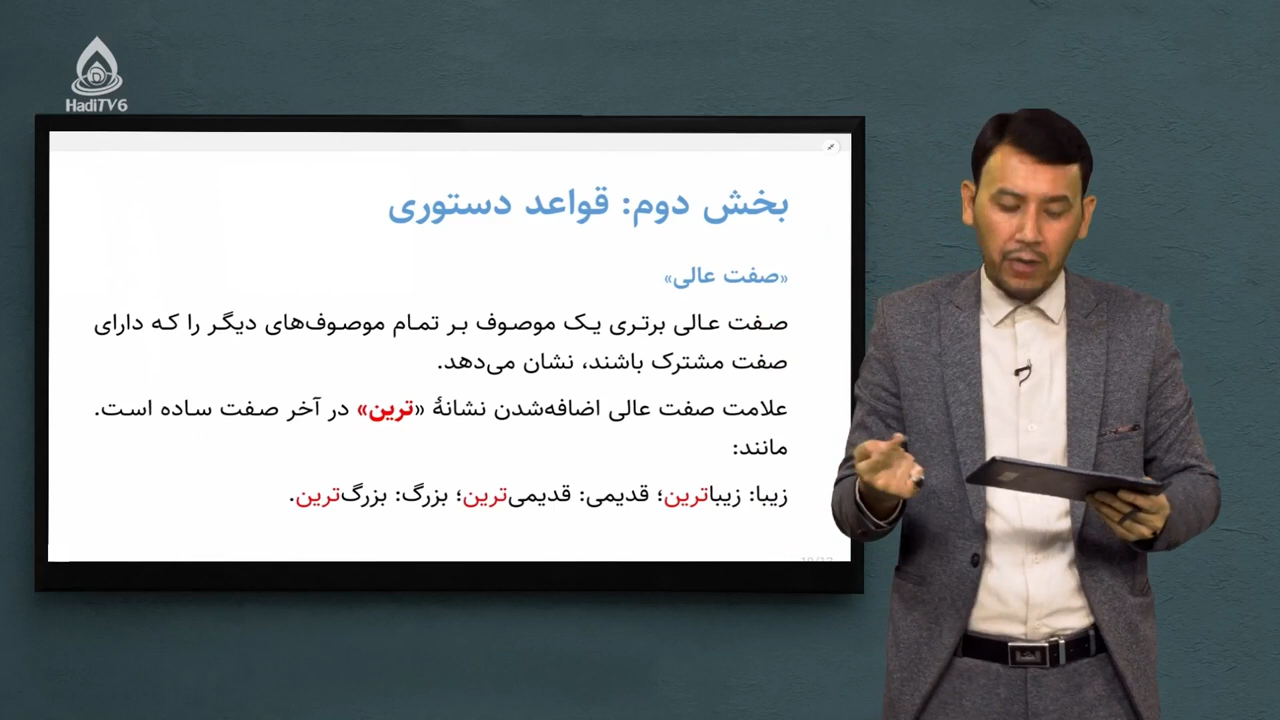 HadiTV6
بخش دوم: قواعد دستوری
«صفت عالی»
صفت عالی برتری یک موصوف بر تمام موصوف‌های دیگر را که دارای
صفت مشترک باشند، نشان می‌دهد.
علامت صفت عالی اضافه‌شدن نشانهٔ «ترین» در آخر صفت ساده است.
مانند:
زیبا: زیباترین؛ قدیمی: قدیمی‌ترین؛ بزرگ: بزرگ‌ترین.